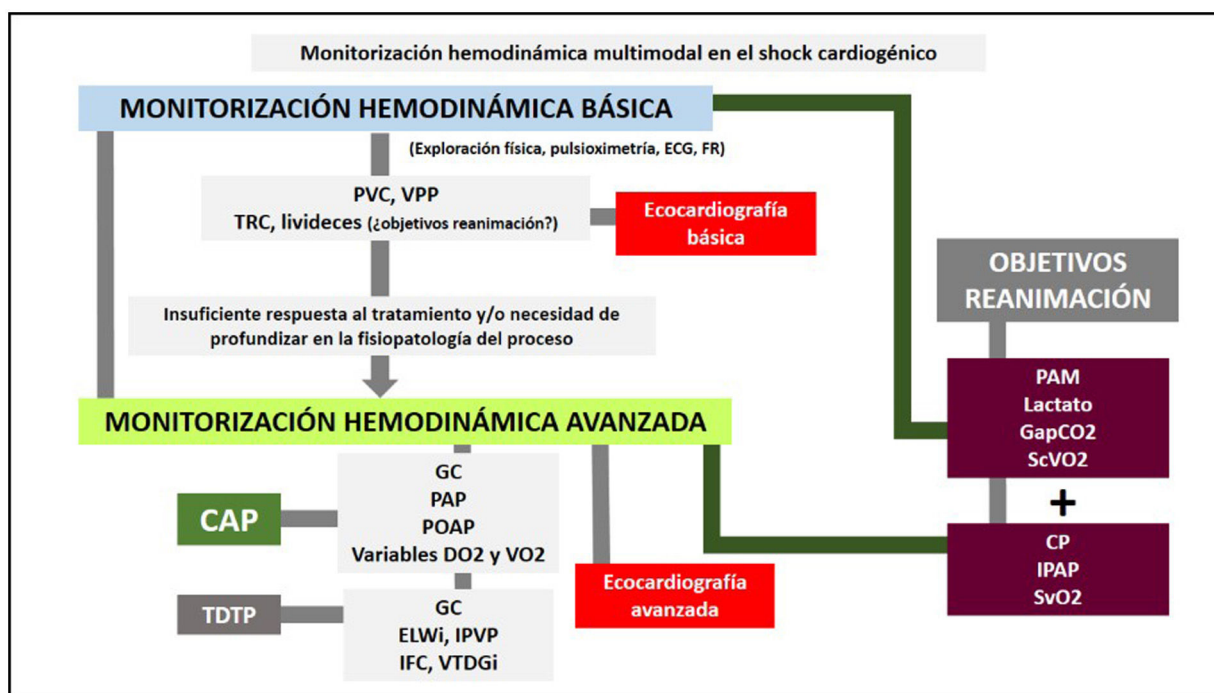 Monitorización hemodinámica multimodal en el shock cardiogénico
MONITORIZACIÓN HEMODINÁMICA BÁSICA
(Exploración física, pulsioximetría, ECG, FR)
PVC, VPP
TRC, livideces (¿objetivos reanimación?)
Ecocardiografía
básica
Insuficiente respuesta al tratamiento y/o necesidad de
profundizar en la fisiopatología del proceso
MONITORIZACIÓN HEMODINÁMICA AVANZADA
CAP
GC
PAP
POAP
Variables DO2 y VO2
TDTP
GC
ELWi, IPVP
IFC, VTDGi
Ecocardiografía
avanzada
OBJETIVOS
REANIMACIÓN
PAM
Lactato
GapCO2
ScVO2
+
CP
IPAP
SvO2